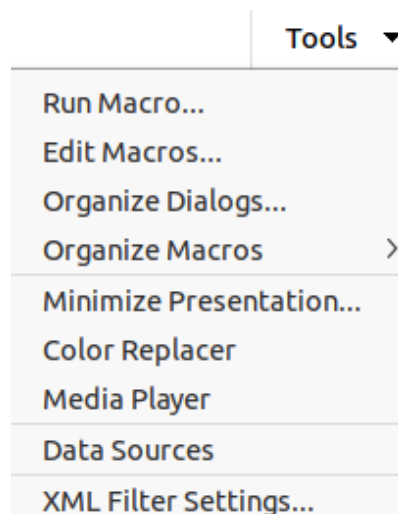 Tools
Run Macro...
Edit Macros...
Organize Dialogs...
Organize Macros
Minimize Presentation...
Color Replacer
Media Player
Data Sources
XML Filter Settings...